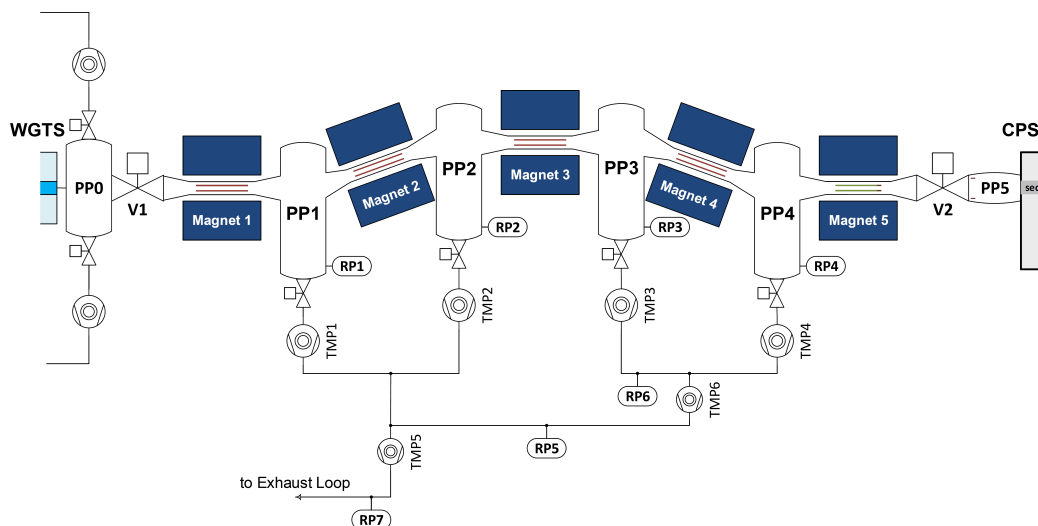 WGTS
CPS
PP0
V1
Magnet 1
PP1
Magnet 2
PP2
Magnet 3
PP3
Magnet 4
PP4
Magnet 5
V2
PP5
sec
RP1
RP2
RP3
RP4
TMP1
TMP2
TMP3
TMP4
RP6
TMP6
TMP5
RP5
to Exhaust Loop
RP7